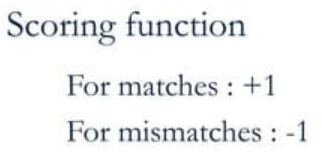 Scoring function
For matches : +1
For mismatches : -1